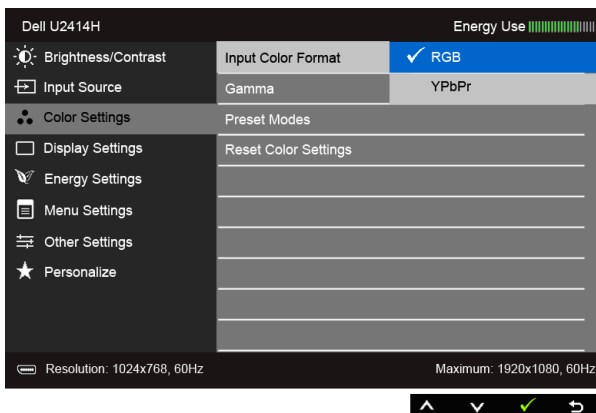 Dell U2414H Energy Use
Brightness/Contrast Input Color Format RGB
Input Source Gamma YPbPr
Color Settings Preset Modes
Display Settings Reset Color Settings
Energy Settings
Menu Settings
Other Settings
Personalize
Resolution: 1024x768, 60Hz Maximum: 1920x1080, 60Hz